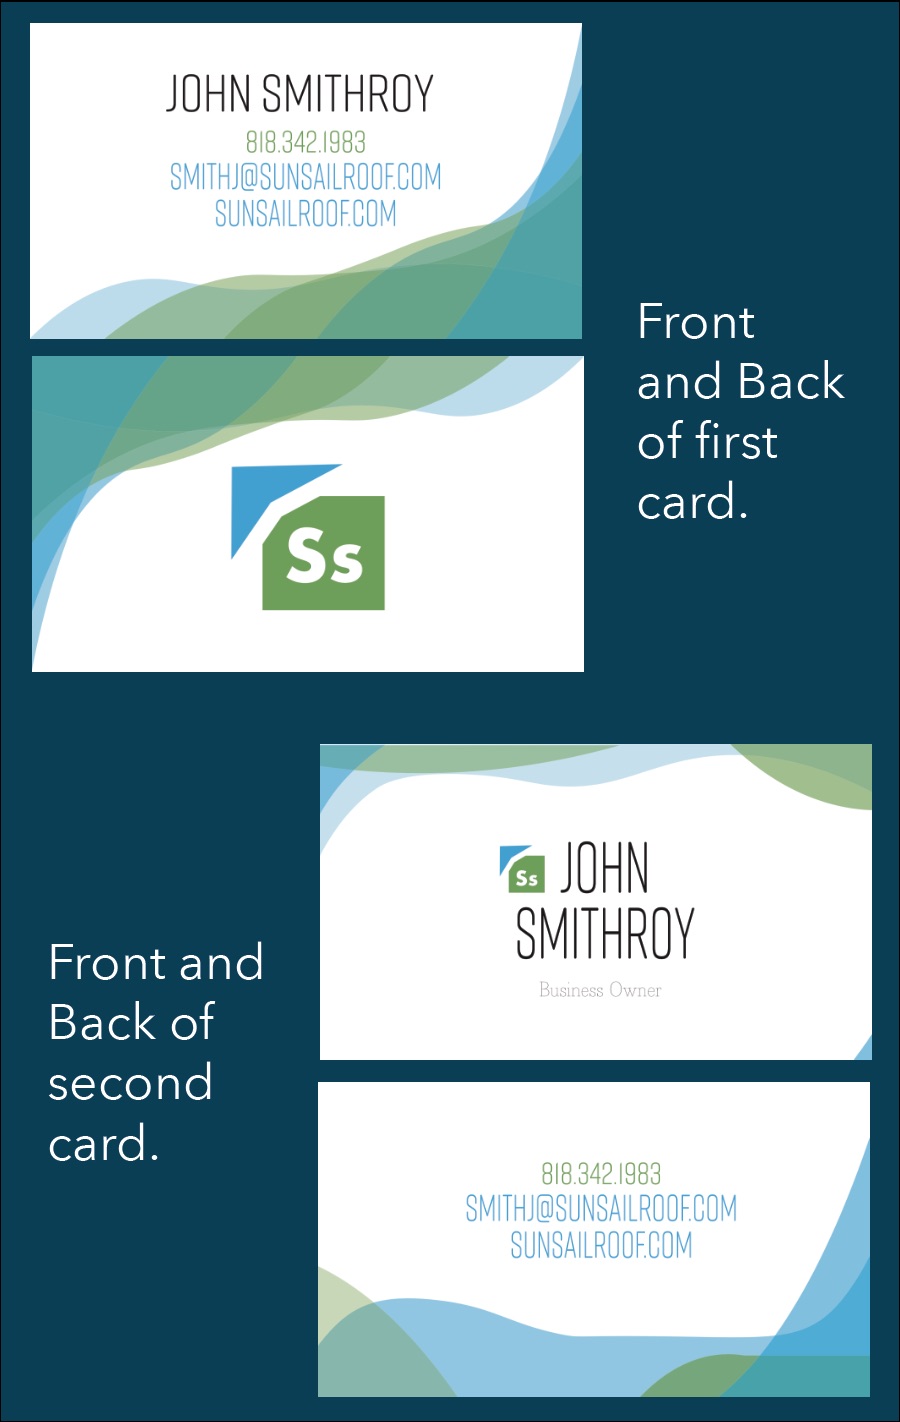 JOHN SMITHROY
818.342.1983
SMITHJ@SUNSAILROOF.COM
SUNSAILROOF.COM
Front
and Back
of first
card.
Ss
Ss JOHN
SMITHROY
Business Owner
Front and
Back of
second
card.
818.342.1983
SMITHJ@SUNSAILROOF.COM
SUNSAILROOF.COM